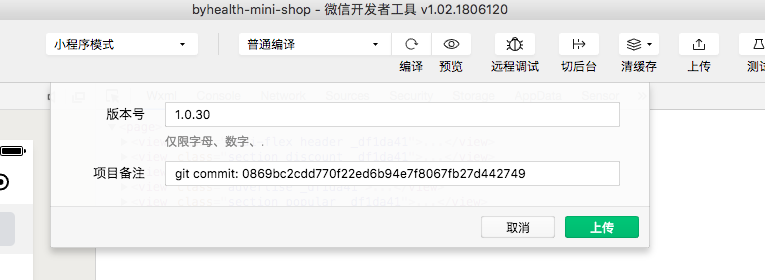 byhealth-mini-shop - 微信开发者工具 v1.02.1806120
小程序模式
普通编译
编译
预览
远程调试
切后台
清缓存
上传
版本号
1.0.30
仅限字母、数字、.
项目备注
git commit: 0869bc2cdd770f22ed6b94e7f8067fb27d442749
取消
上传